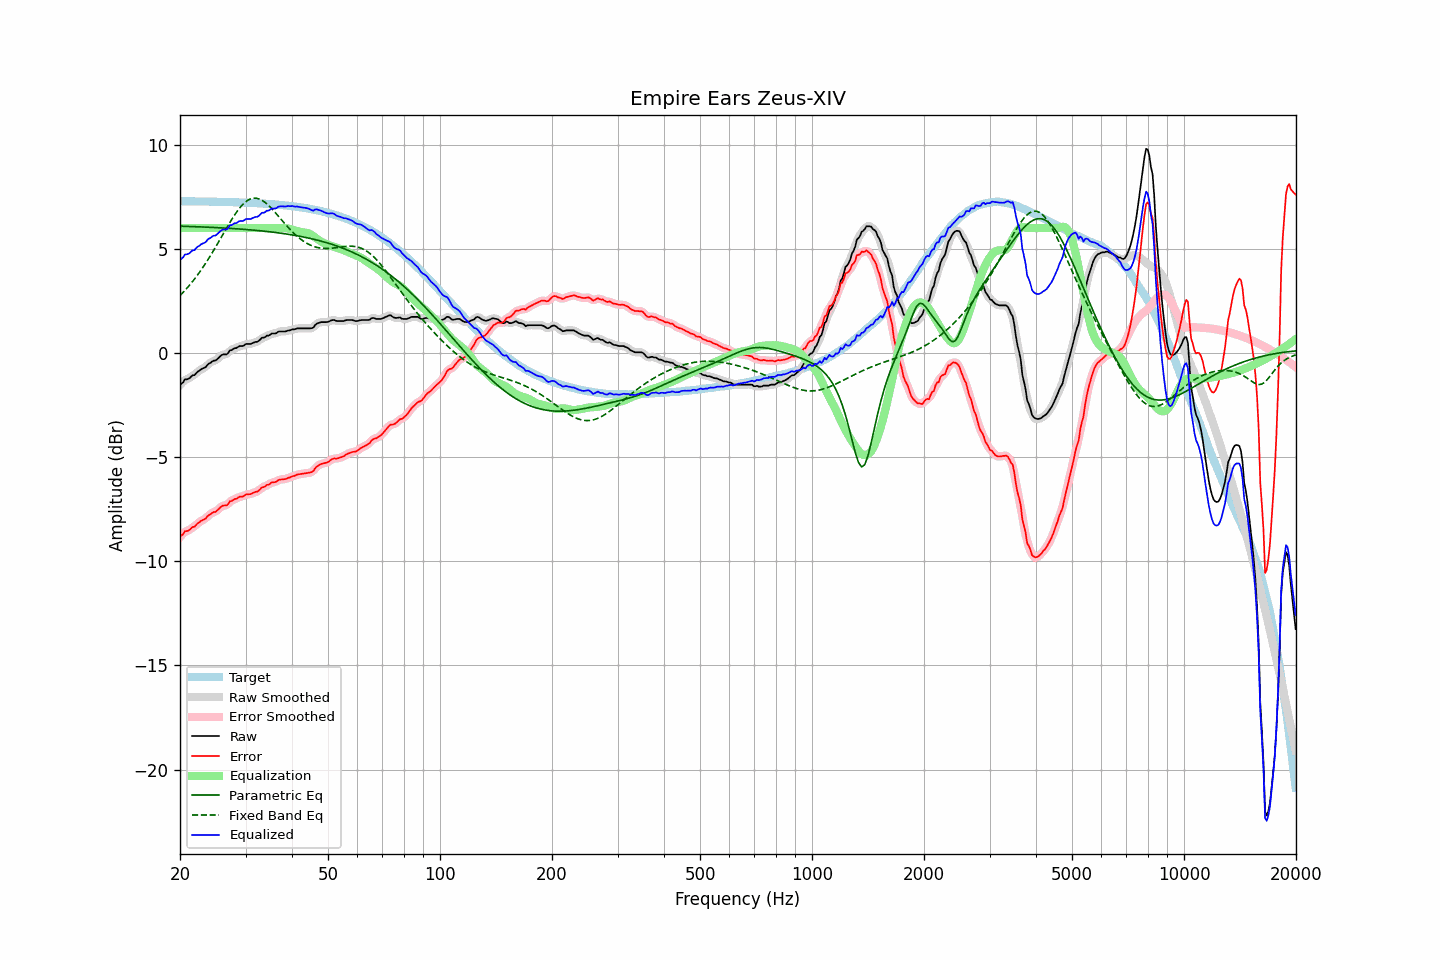 Empire Ears Zeus-XIV
10
5
0
−5
−10
−15
−20
Amplitude (dBr)
Target
Raw Smoothed
Error Smoothed
Raw
Error
Equalization
Parametric Eq
Fixed Band Eq
Equalized
20 50 100 200 500 1000 2000 5000 10000 20000
Frequency (Hz)